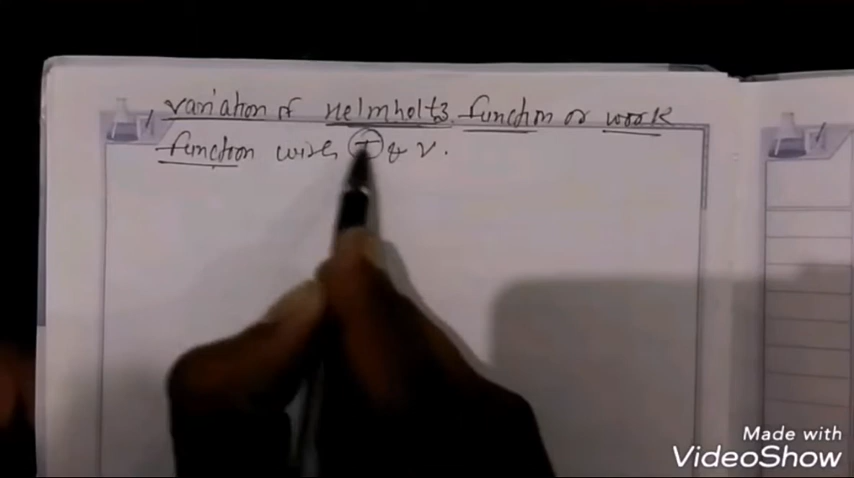 variation of Helmholtz function or work
function with T & V.
Made with
VideoShow